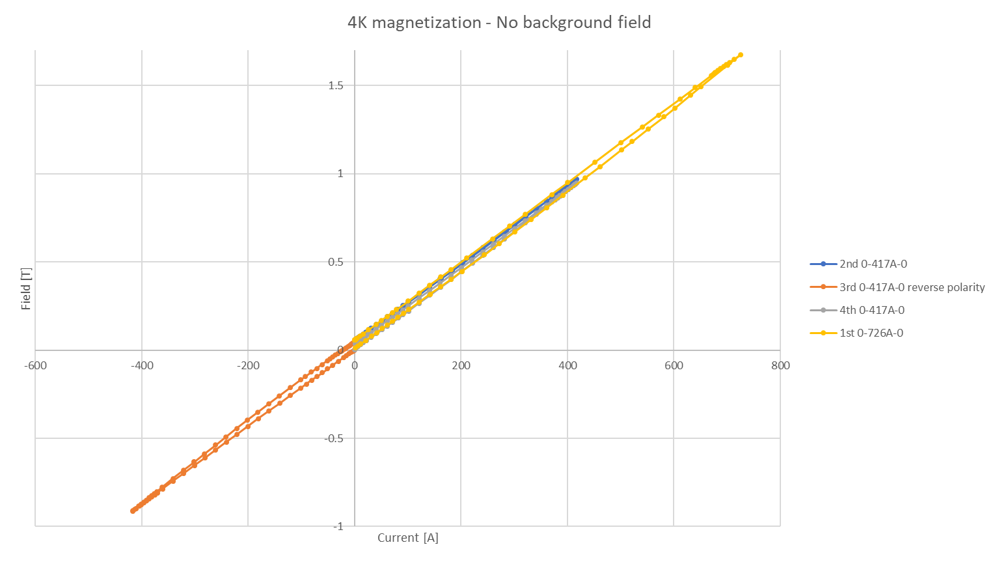 4K magnetization - No background field
1.5
1
0.5
0
-600
-400
-200
0
200
400
600
800
-0.5
-1
Field [T]
Current [A]
2nd 0-417A-0
3rd 0-417A-0 reverse polarity
4th 0-417A-0
1st 0-726A-0